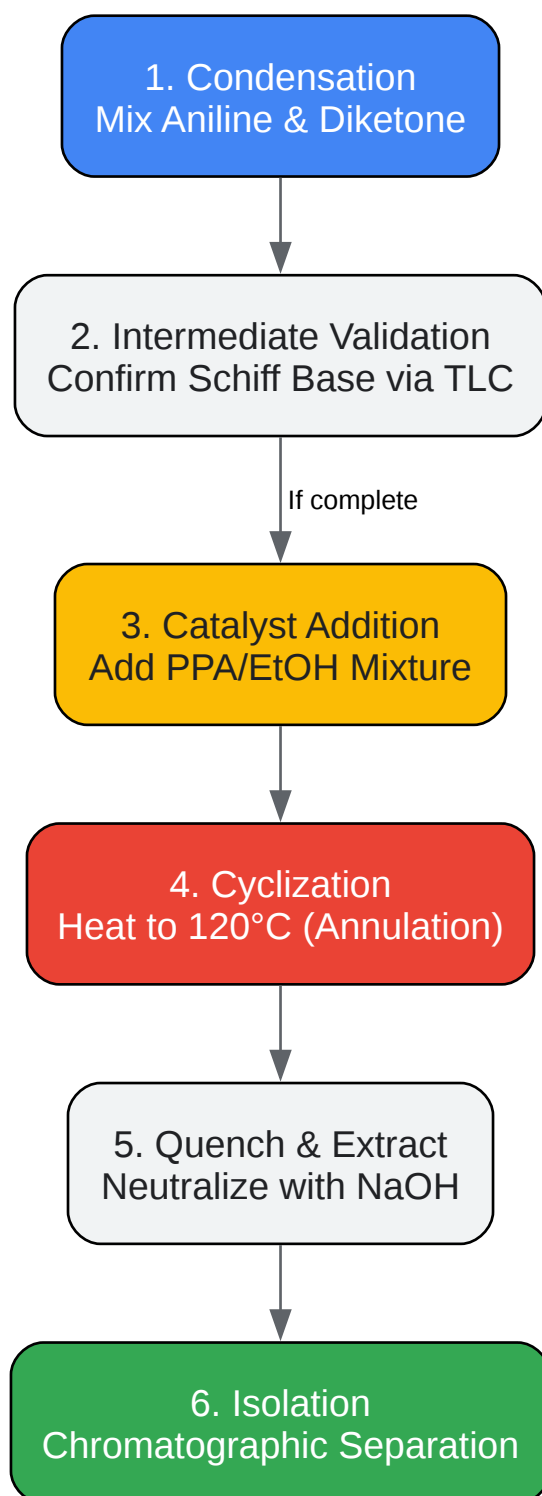 1. Condensation
Mix Aniline & Diketone
2. Intermediate Validation
Confirm Schiff Base via TLC
If complete
3. Catalyst Addition
Add PPA/EtOH Mixture
4. Cyclization
Heat to 120°C (Annulation)
5. Quench & Extract
Neutralize with NaOH
6. Isolation
Chromatographic Separation